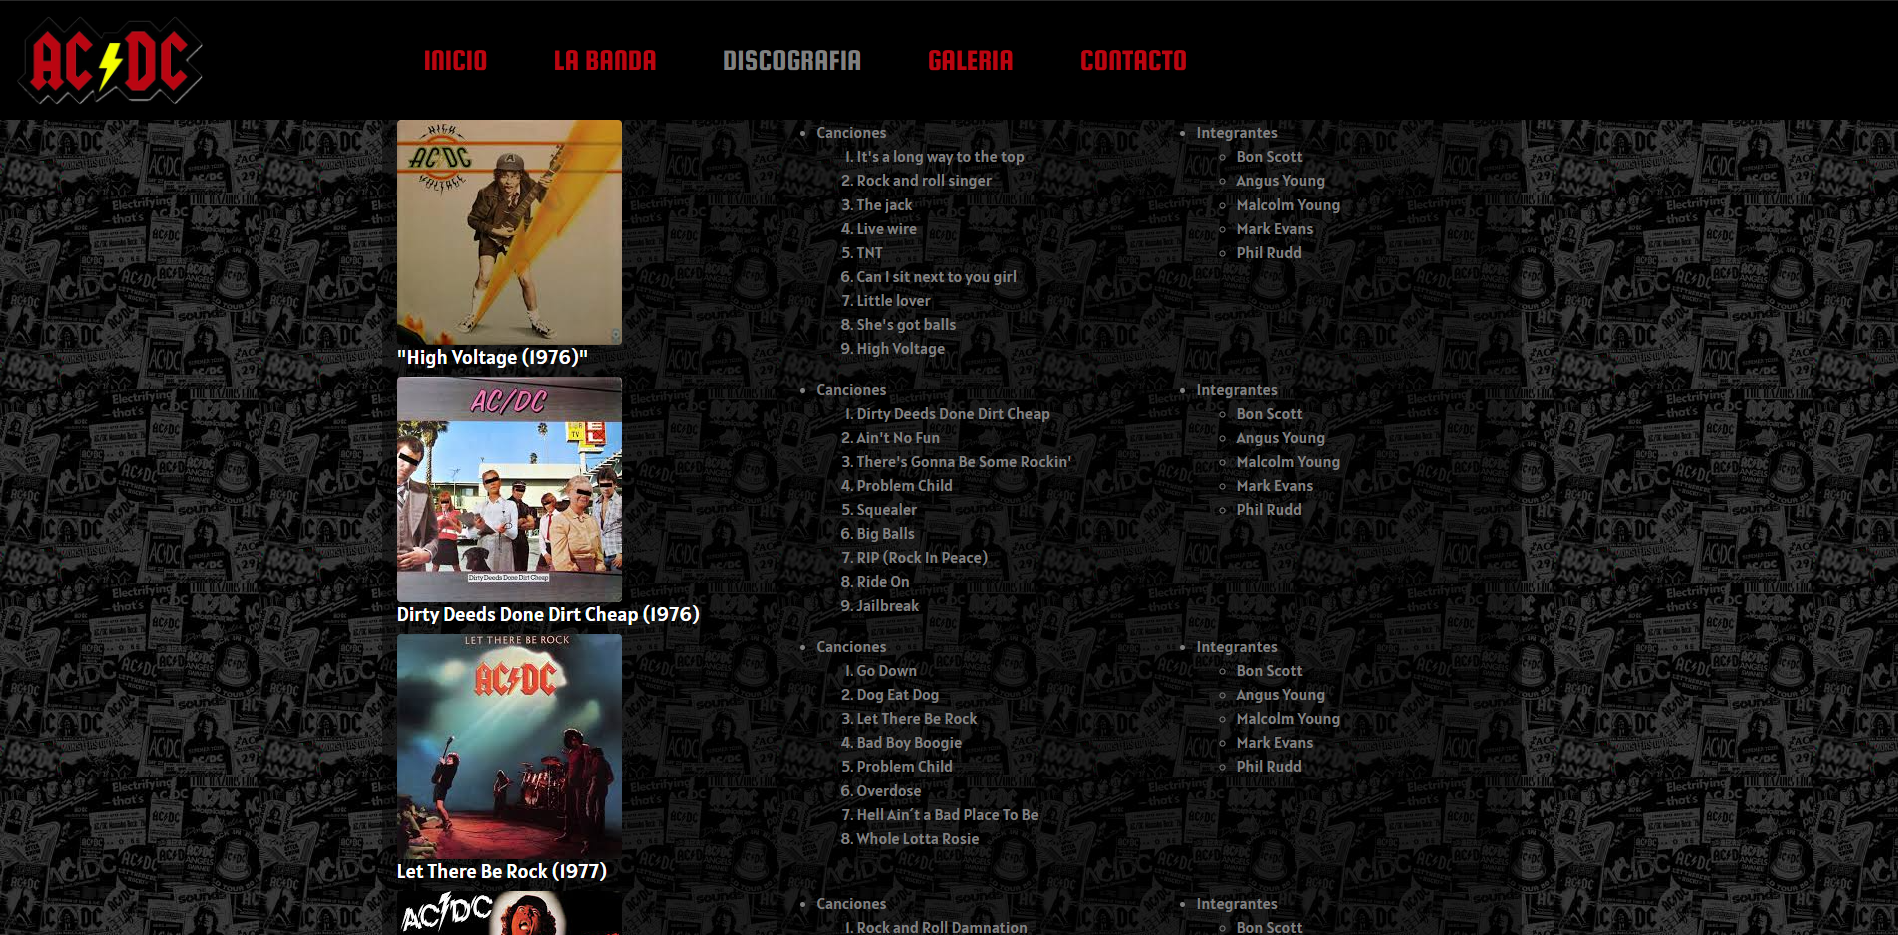 AC DC
INICIO
LA BANDA
DISCOGRAFIA
GALERIA
CONTACTO
HIGH
AC DC
VOLTAGE
"High Voltage (1976)"
Canciones
1. It's a long way to the top
2. Rock and roll singer
3. The jack
4. Live wire
5. TNT
6. Can I sit next to you girl
7. Little lover
8. She's got balls
9. High Voltage
Integrantes
Bon Scott
Angus Young
Malcolm Young
Mark Evans
Phil Rudd
AC/DC
TV
Dirty Deeds Done Dirt Cheap
Dirty Deeds Done Dirt Cheap (1976)
Canciones
1. Dirty Deeds Done Dirt Cheap
2. Ain't No Fun
3. There's Gonna Be Some Rockin'
4. Problem Child
5. Squealer
6. Big Balls
7. RIP (Rock In Peace)
8. Ride On
9. Jailbreak
Integrantes
Bon Scott
Angus Young
Malcolm Young
Mark Evans
Phil Rudd
LET THERE BE ROCK
AC DC
Let There Be Rock (1977)
Canciones
1. Go Down
2. Dog Eat Dog
3. Let There Be Rock
4. Bad Boy Boogie
5. Problem Child
6. Overdose
7. Hell Ain´t a Bad Place To Be
8. Whole Lotta Rosie
Integrantes
Bon Scott
Angus Young
Malcolm Young
Mark Evans
Phil Rudd
AC DC
Canciones
1. Rock and Roll Damnation
Integrantes
Bon Scott